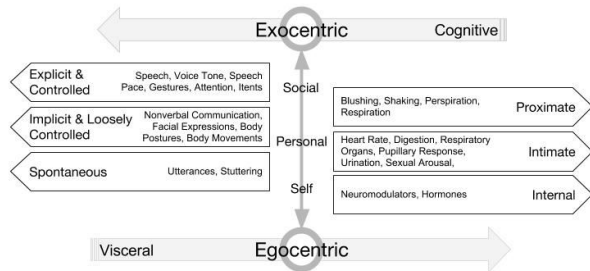 Exocentric
Cognitive
Explicit &
Controlled
Speech, Voice Tone, Speech
Pace, Gestures, Attention, Itents
Implicit & Loosely
Controlled
Nonverbal Communication,
Facial Expressions, Body
Postures, Body Movements
Spontaneous
Utterances, Stuttering
Social
Personal
Self
Blushing, Shaking, Perspiration,
Respiration
Proximate
Heart Rate, Digestion, Respiratory
Organs, Pupillary Response,
Urination, Sexual Arousal,
Intimate
Neuromodulators, Hormones
Internal
Visceral
Egocentric